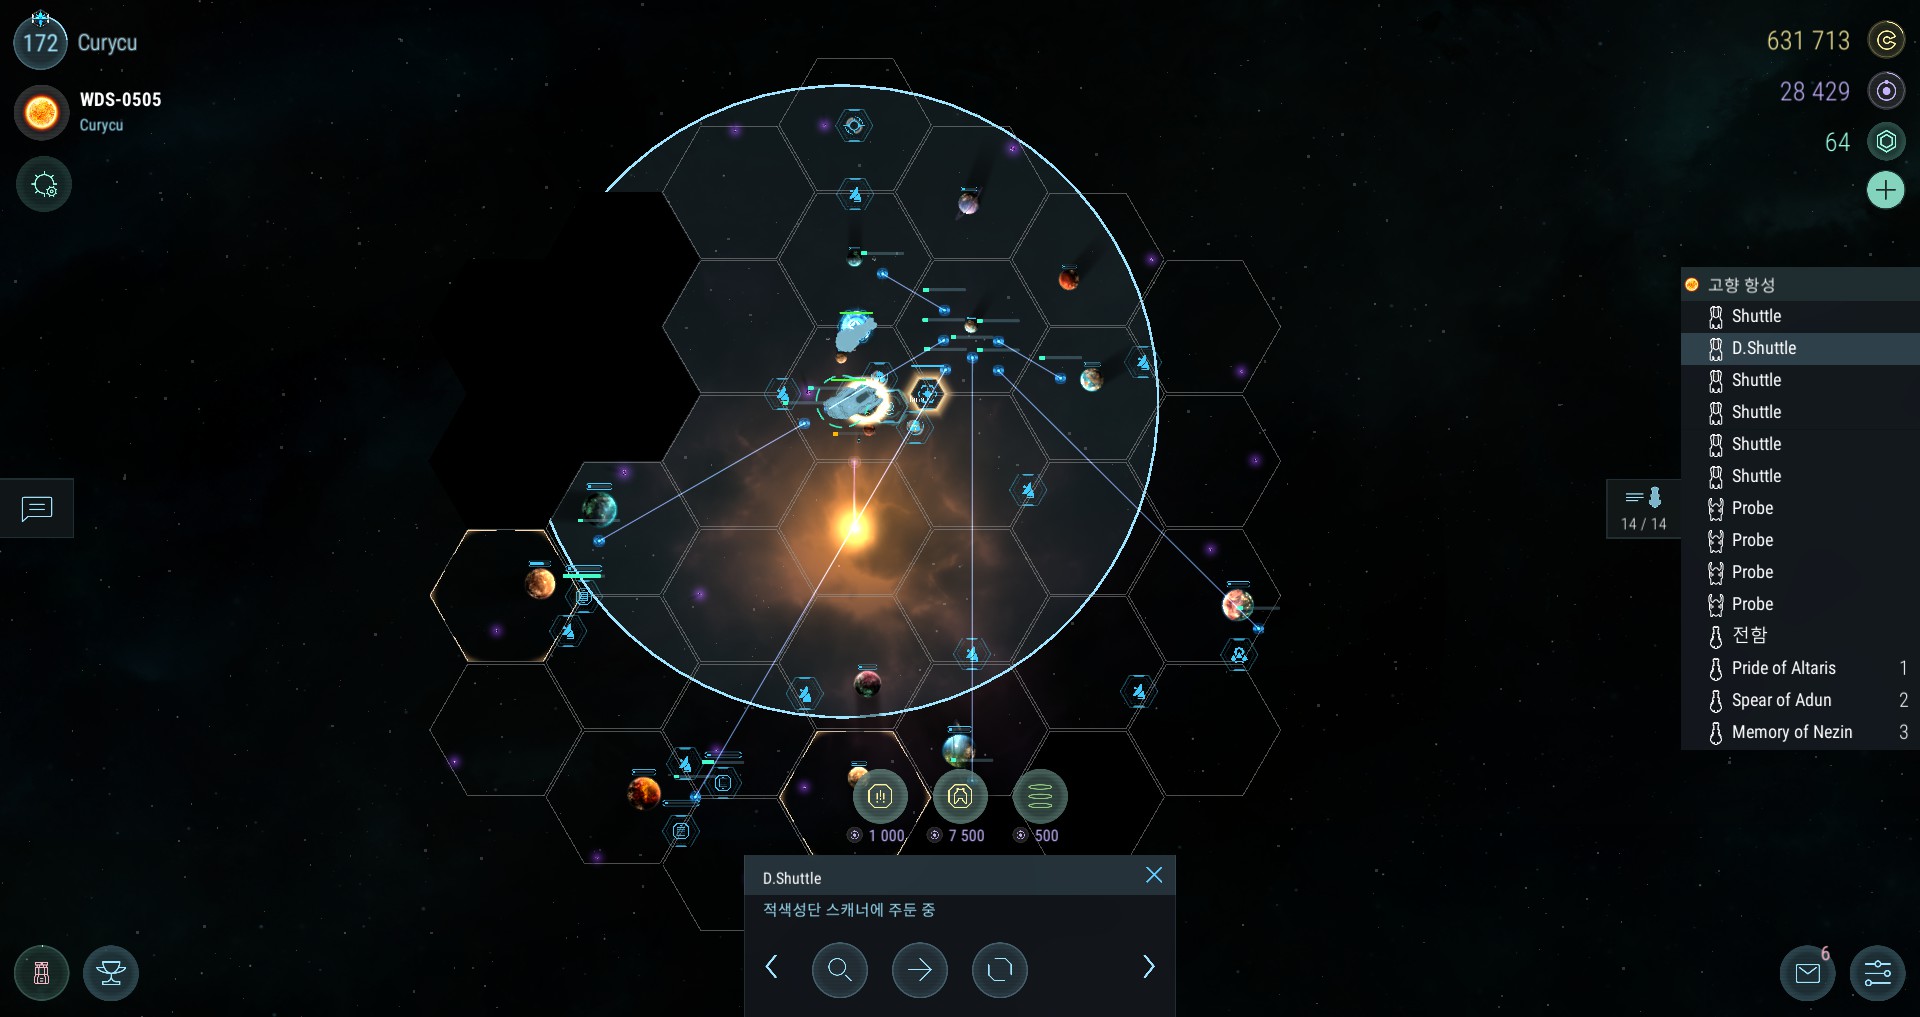 172 Curycu
WDS-0505
Curycu
631 713
28 429
64
고향 항성
Shuttle
D.Shuttle
Shuttle
Shuttle
Shuttle
Shuttle
Probe
Probe
Probe
Probe
전함
Pride of Altaris 1
Spear of Adun 2
Memory of Nezin 3
14 / 14
1 000
7 500
500
D.Shuttle
적색성단 스캐너에 주둔 중
6